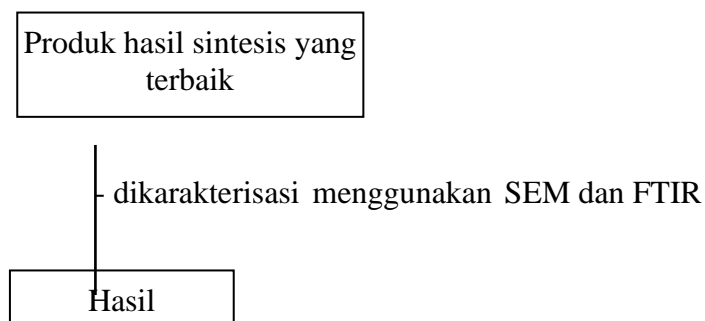 Produk hasil sintesis yang
terbaik
- dikarakterisasi menggunakan SEM dan FTIR
Hasil